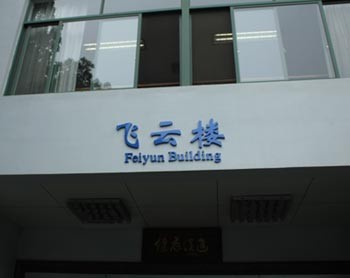 飞云楼
Feiyun Building